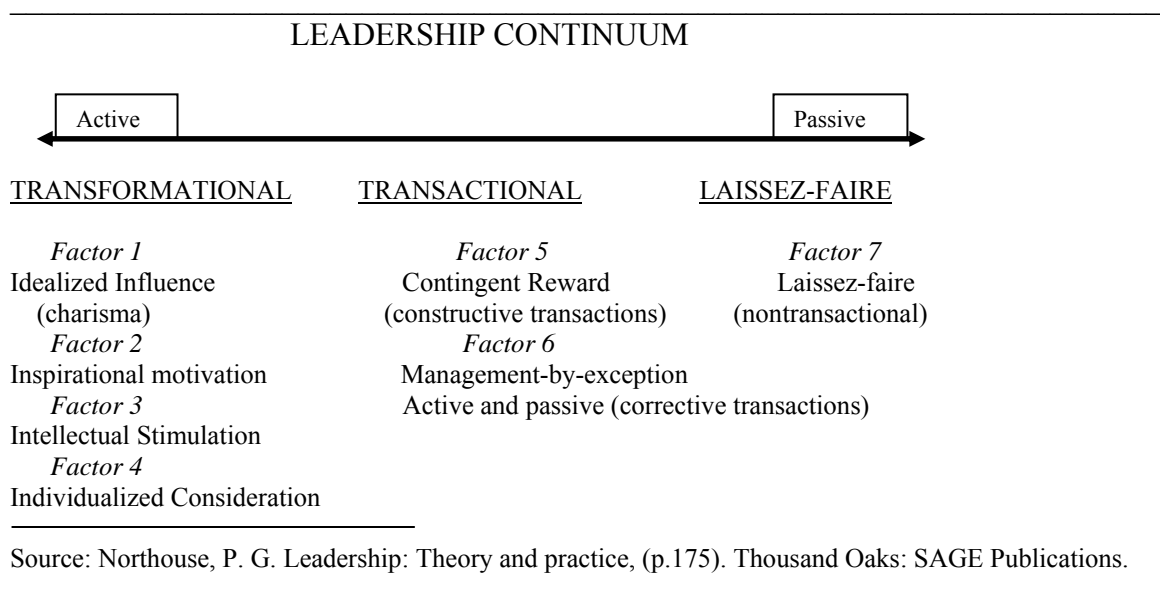 LEADERSHIP CONTINUUM
Active
Passive
TRANSFORMATIONAL TRANSACTIONAL LAISSEZ-FAIRE
Factor 1 Factor 5 Factor 7
Idealized Influence Contingent Reward Laissez-faire
(charisma) (constructive transactions) (nontransactional)
Factor 2 Factor 6
Inspirational motivation Management-by-exception
Factor 3 Active and passive (corrective transactions)
Intellectual Stimulation
Factor 4
Individualized Consideration
Source: Northouse, P. G. Leadership: Theory and practice, (p.175). Thousand Oaks: SAGE Publications.